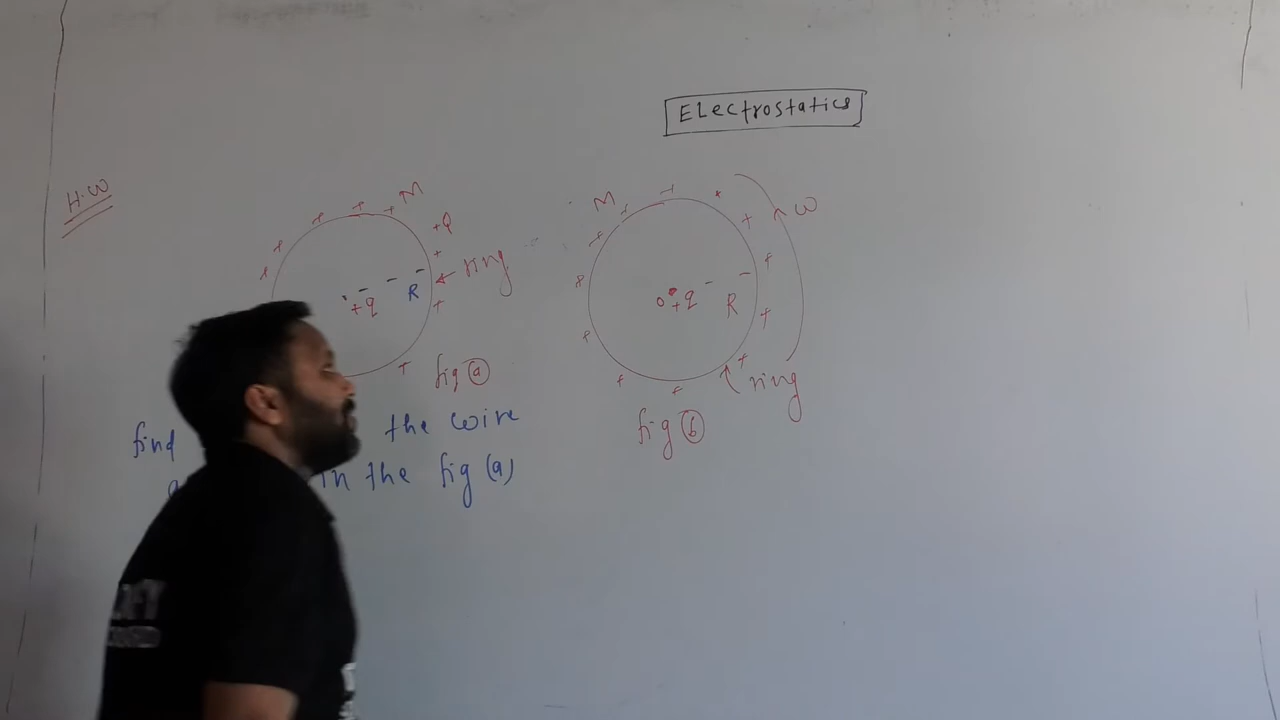 Electrostatics
H.W
M
+Q
ring
+q
R
fig (a)
M
ω
o
+q
R
ring
fig (b)
find the wire
in the fig (a)